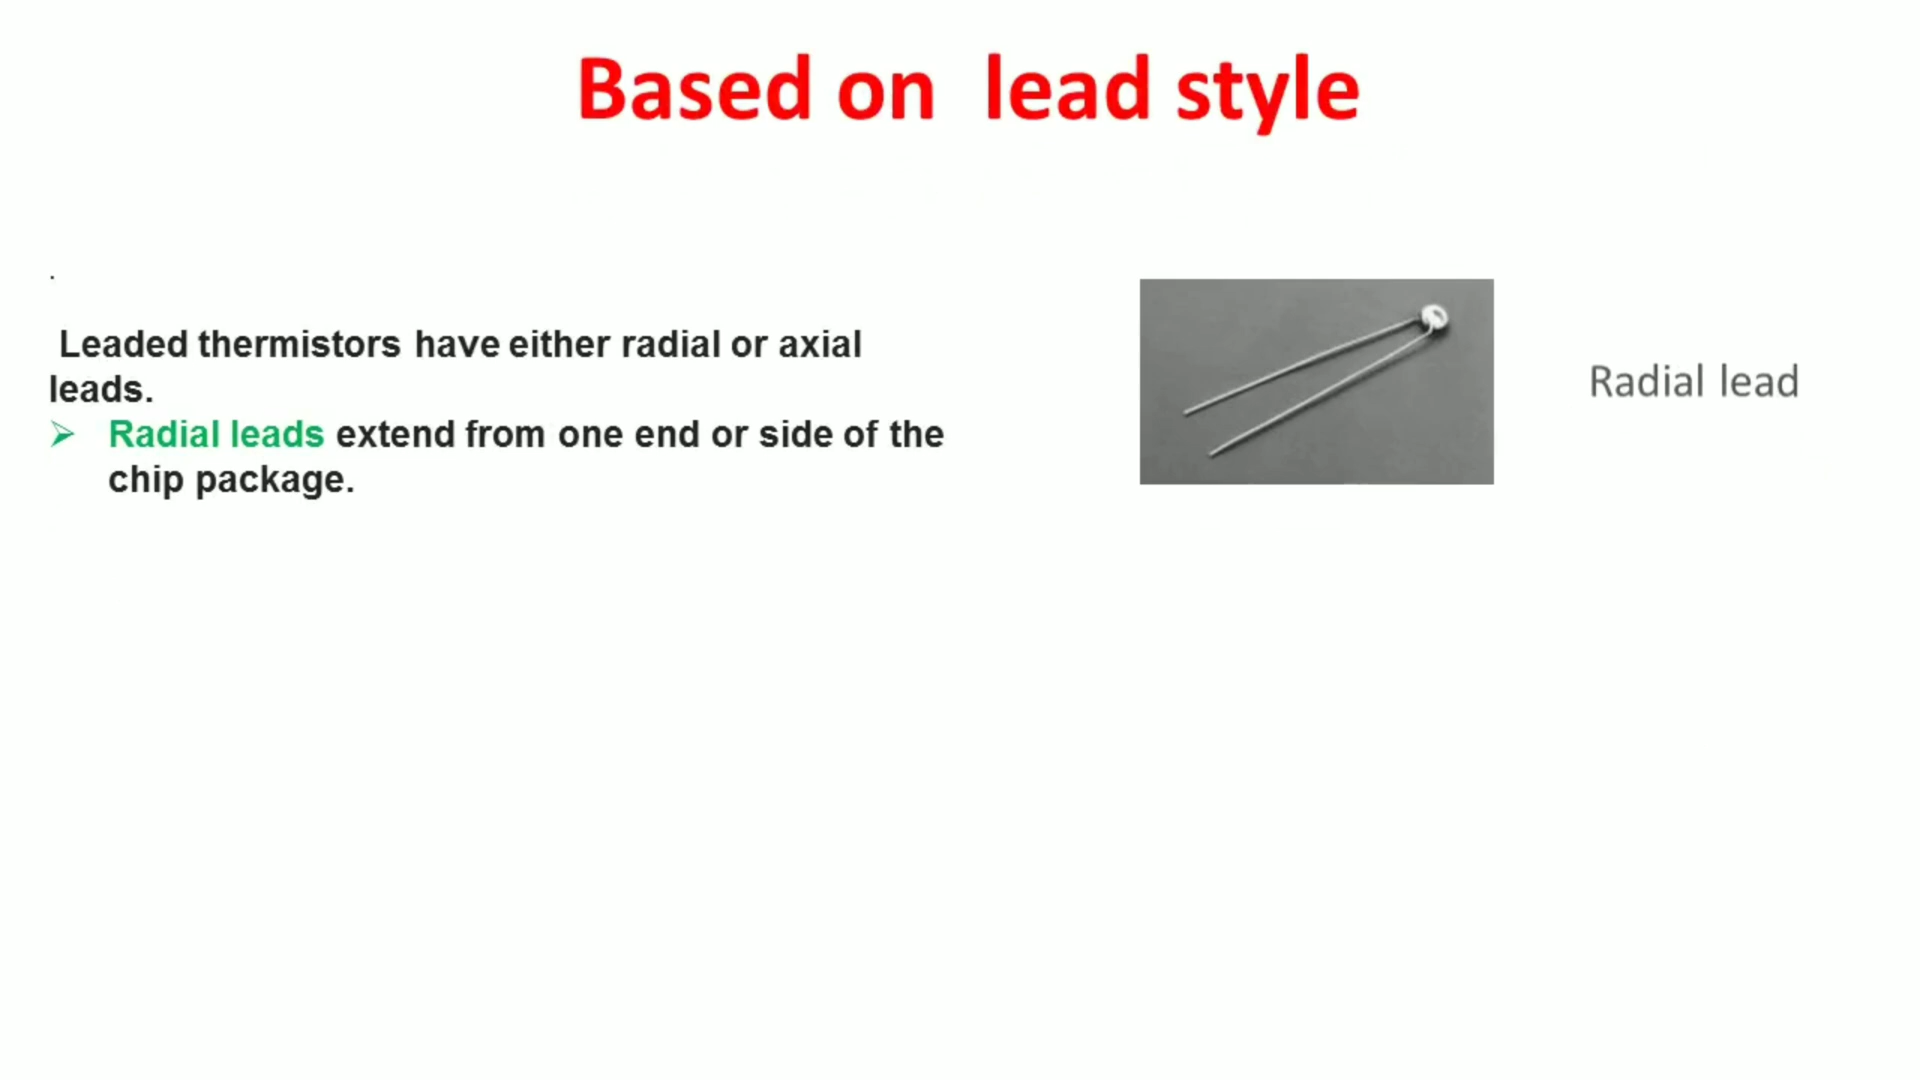 Based on lead style
.
Leaded thermistors have either radial or axial
leads.
➢ Radial leads extend from one end or side of the
chip package.
Radial lead